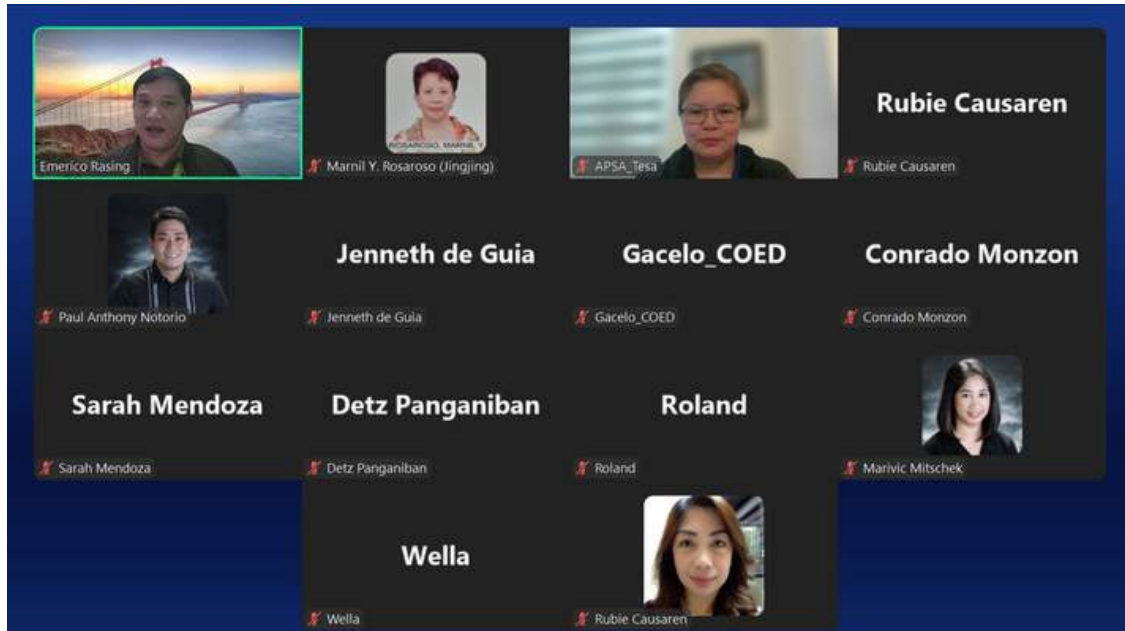 Rubie Causaren
Emerico Rasing
ROSAROSO, MARNIL Y
Marnil Y. Rosaroso (Jingjing)
APSA_Tesa
Rubie Causaren
Jenneth de Guia
Gacelo_COED
Conrado Monzon
Paul Anthony Notorio
Jenneth de Guia
Gacelo_COED
Conrado Monzon
Sarah Mendoza
Detz Panganiban
Roland
Sarah Mendoza
Detz Panganiban
Roland
Marivic Mitschek
Wella
Wella
Rubie Causaren